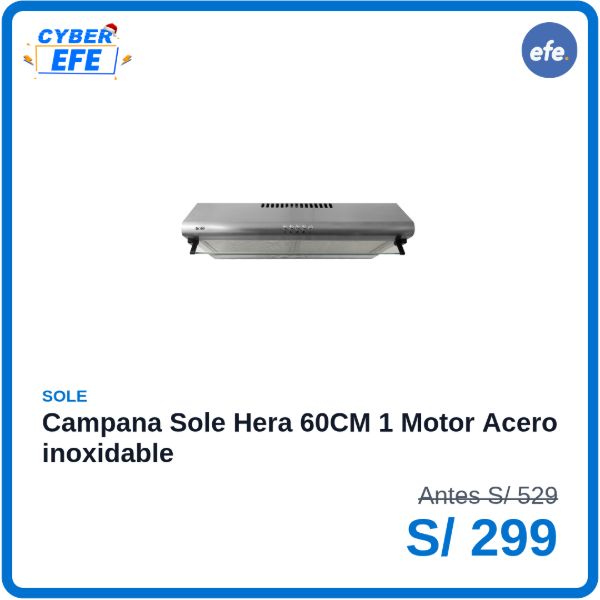 CYBER
EFE
efe.
SOLE
Campana Sole Hera 60CM 1 Motor Acero
inoxidable
Antes S/ 529
S/ 299